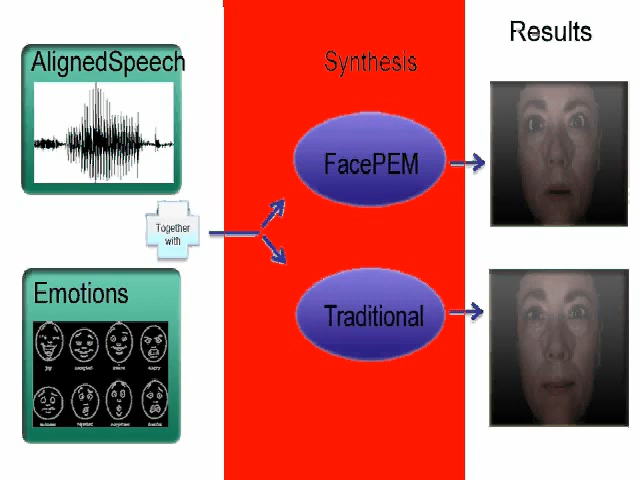 Results
AlignedSpeech
Synthesis
FacePEM
Together
with
Emotions
Traditional